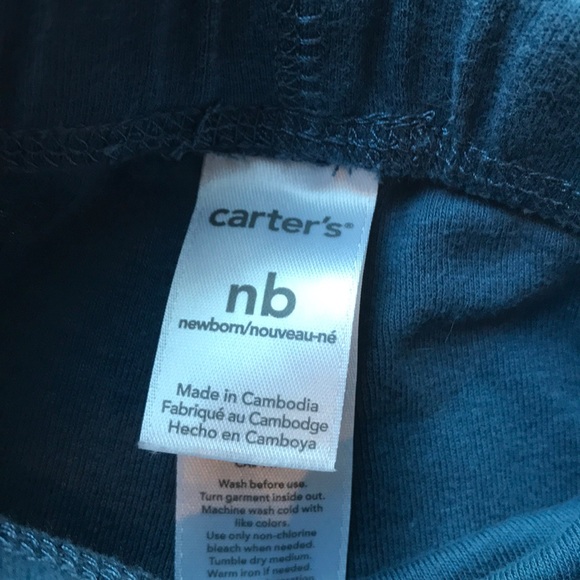 carter's®
nb
newborn/nouveau-né
Made in Cambodia
Fabriqué au Cambodge
Hecho en Camboya
Wash before use.
Turn garment inside out.
Machine wash cold with
like colors.
Use only non-chlorine
bleach when needed.
Tumble dry medium.
Warm iron if needed.